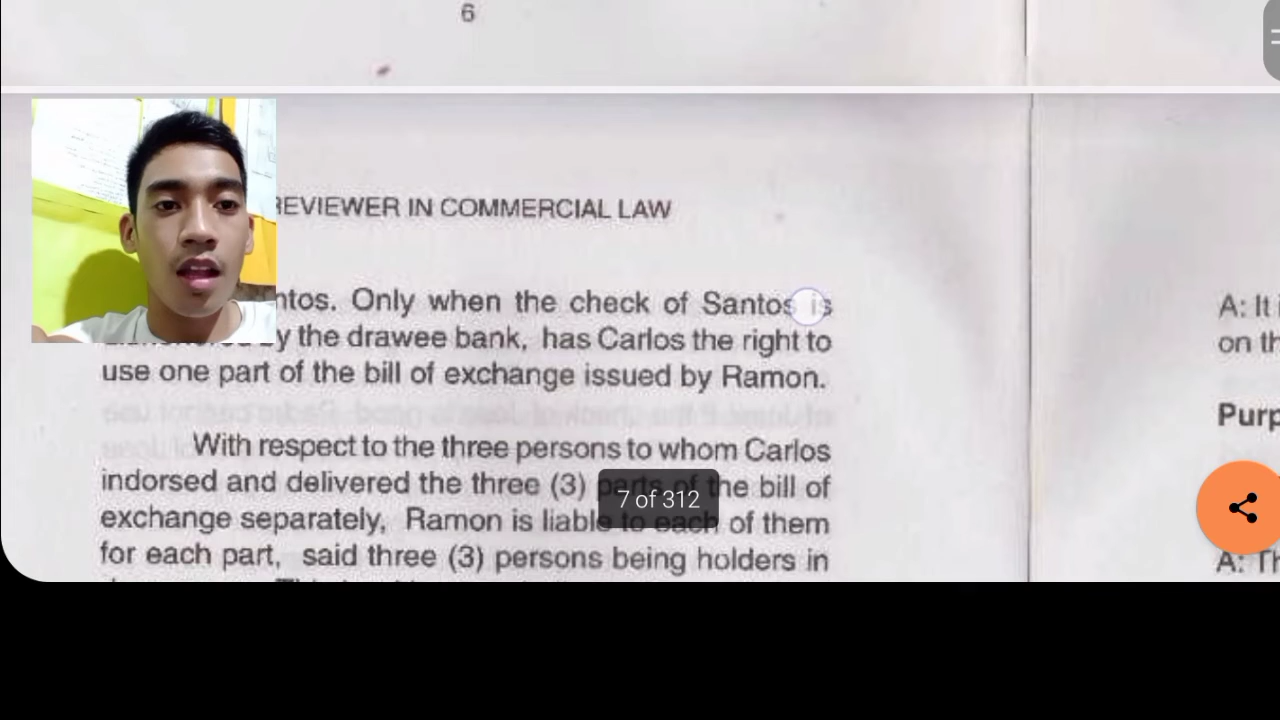 6
REVIEWER IN COMMERCIAL LAW
ntos. Only when the check of Santos is
by the drawee bank, has Carlos the right to
use one part of the bill of exchange issued by Ramon.
With respect to the three persons to whom Carlos
indorsed and delivered the three (3) parts of the bill of
exchange separately, Ramon is liable to each of them
for each part, said three (3) persons being holders in
7 of 312
A: It
on th
Purp
A: Th